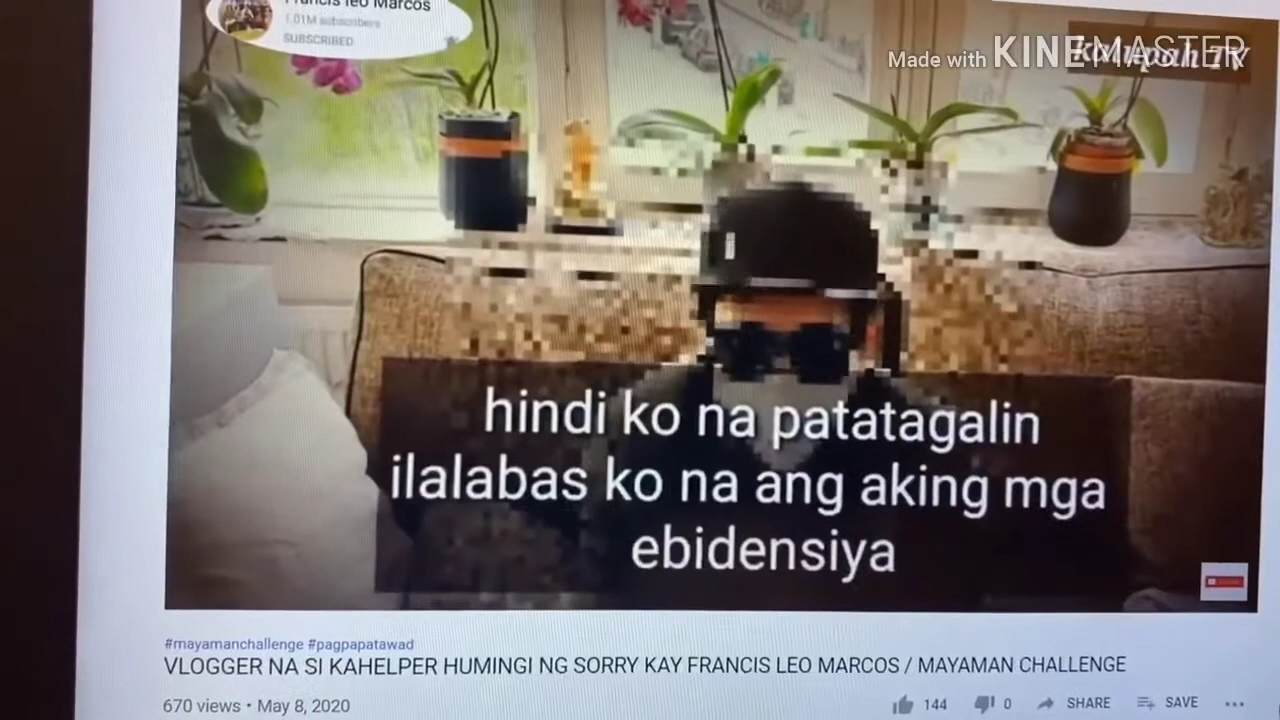 Francis leo Marcos
1.01M subscribers
SUBSCRIBED
Made with KINEMASTER
hindi ko na patatagalin
ilalabas ko na ang aking mga
ebidensiya
#mayamanchallenge #pagpapatawad
VLOGGER NA SI KAHELPER HUMINGI NG SORRY KAY FRANCIS LEO MARCOS / MAYAMAN CHALLENGE
670 views • May 8, 2020
144
0
SHARE
SAVE